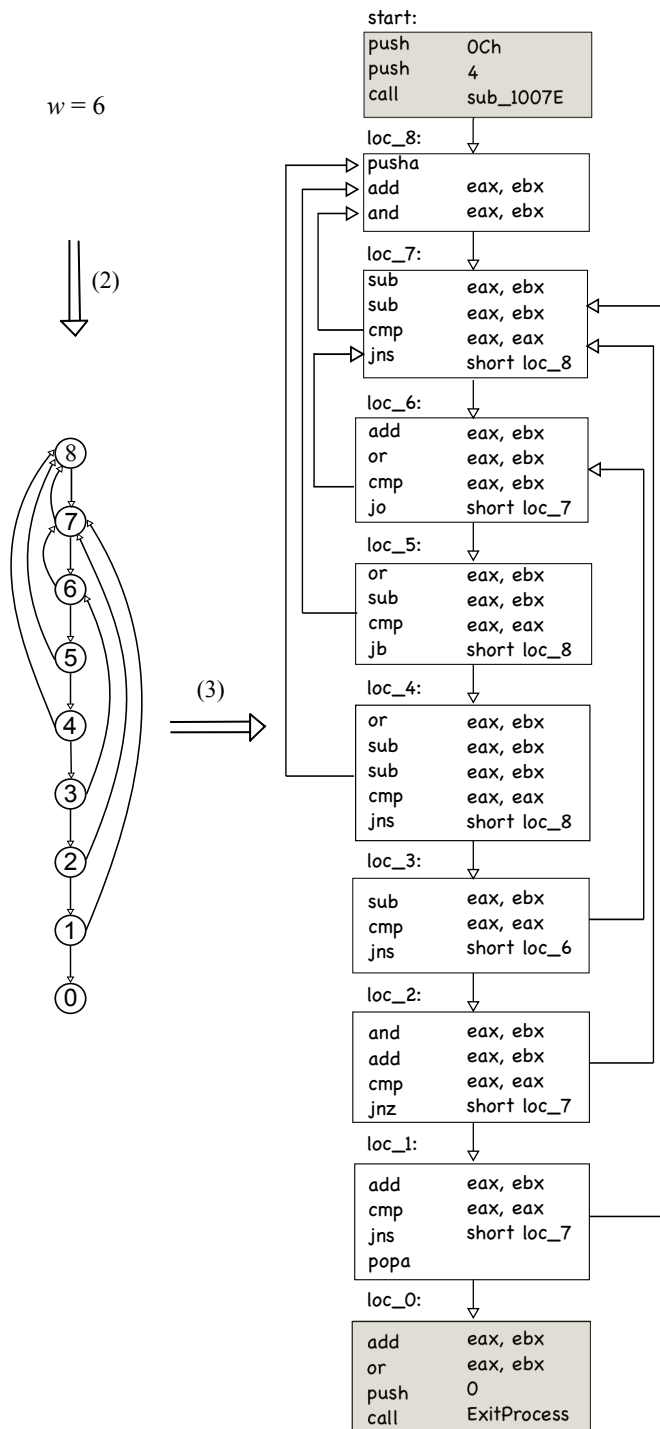 w = 6
(2)
8
7
6
5
4
3
2
1
0
(3)
start:
push 0Ch
push 4
call sub_1007E
loc_8:
pusha
add eax, ebx
and eax, ebx
loc_7:
sub eax, ebx
sub eax, ebx
cmp eax, eax
jns short loc_8
loc_6:
add eax, ebx
or eax, ebx
cmp eax, ebx
jo short loc_7
loc_5:
or eax, ebx
sub eax, ebx
cmp eax, eax
jb short loc_8
loc_4:
or eax, ebx
sub eax, ebx
sub eax, ebx
cmp eax, eax
jns short loc_8
loc_3:
sub eax, ebx
cmp eax, eax
jns short loc_6
loc_2:
and eax, ebx
add eax, ebx
cmp eax, eax
jnz short loc_7
loc_1:
add eax, ebx
cmp eax, eax
jns short loc_7
popa
loc_0:
add eax, ebx
or eax, ebx
push 0
call ExitProcess